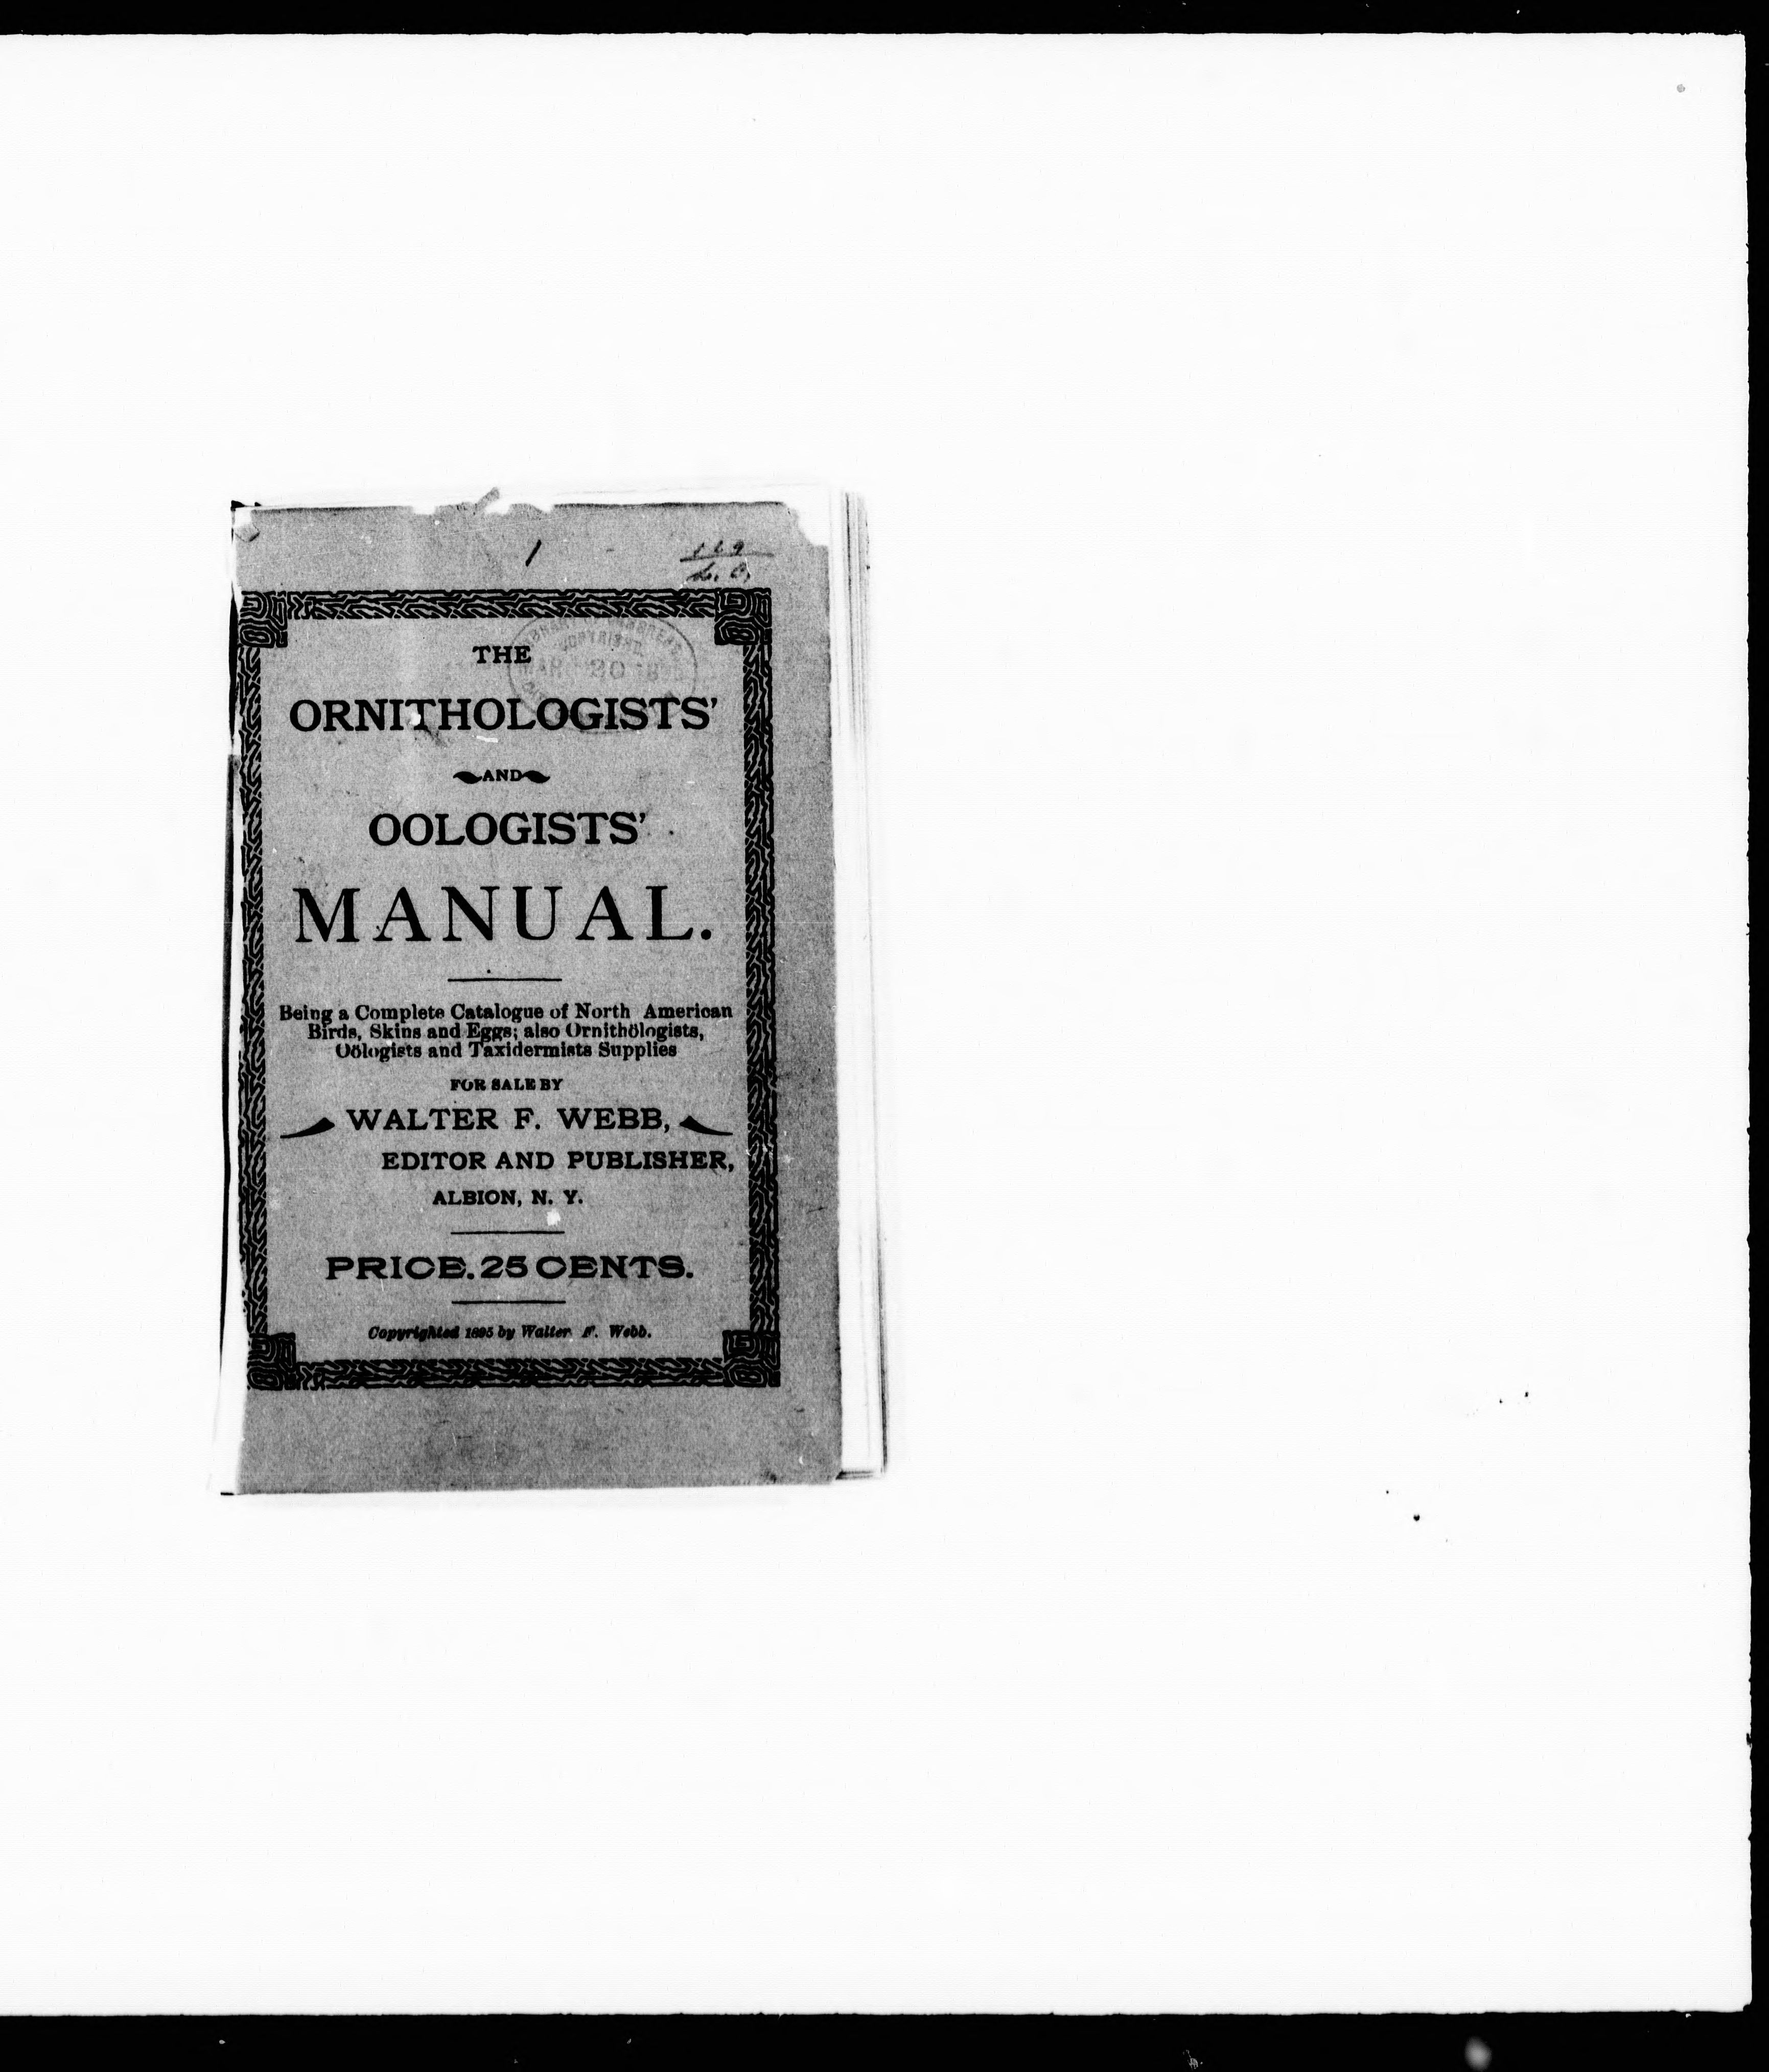 THE
ORNITHOLOGISTS'
AND
OOLOGISTS'
MANUAL.
Being a Complete Catalogue of North American
Birds, Skins and Eggs; also Ornithölogists,
Oölogists and Taxidermists Supplies
FOR SALE BY
WALTER F. WEBB,
EDITOR AND PUBLISHER,
ALBION, N. Y.
PRICE. 25 CENTS.
Copyrighted 1895 by Walter F. Webb.